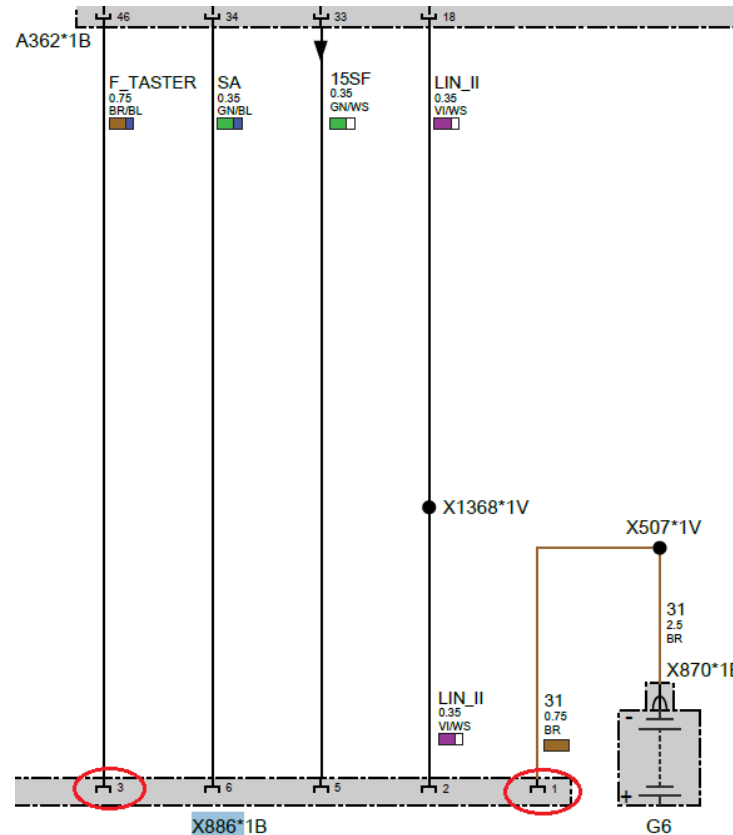 46
34
33
18
A362*1B
F_TASTER
0.75
BR/BL
SA
0.35
GN/BL
15SF
0.35
GN/WS
LIN_II
0.35
VI/WS
X1368*1V
X507*1V
31
2.5
BR
X870*1B
LIN_II
0.35
VI/WS
31
0.75
BR
-
+
3
6
5
2
1
X886*1B
G6